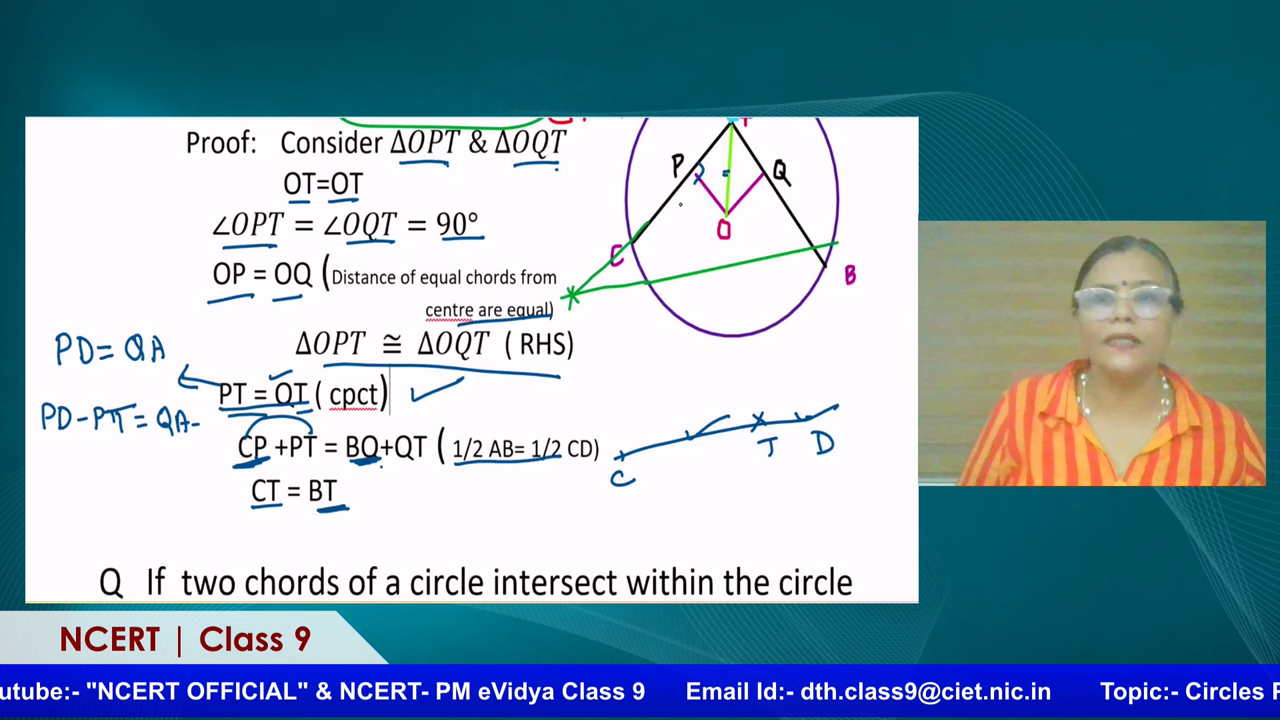 Proof: Consider ΔOPT & ΔOQT
OT=OT
∠OPT = ∠OQT = 90°
OP = OQ (Distance of equal chords from
centre are equal)
ΔOPT ≅ ΔOQT ( RHS)
PD = QA
PT = QT ( cpct)
PD - PT = QA-
CP +PT = BQ+QT ( 1/2 AB= 1/2 CD)
CT = BT
P
Q
O
C
B
C
T
D
Q If two chords of a circle intersect within the circle
NCERT | Class 9
utube:- "NCERT OFFICIAL" & NCERT- PM eVidya Class 9 Email Id:- dth.class9@ciet.nic.in Topic:- Circles